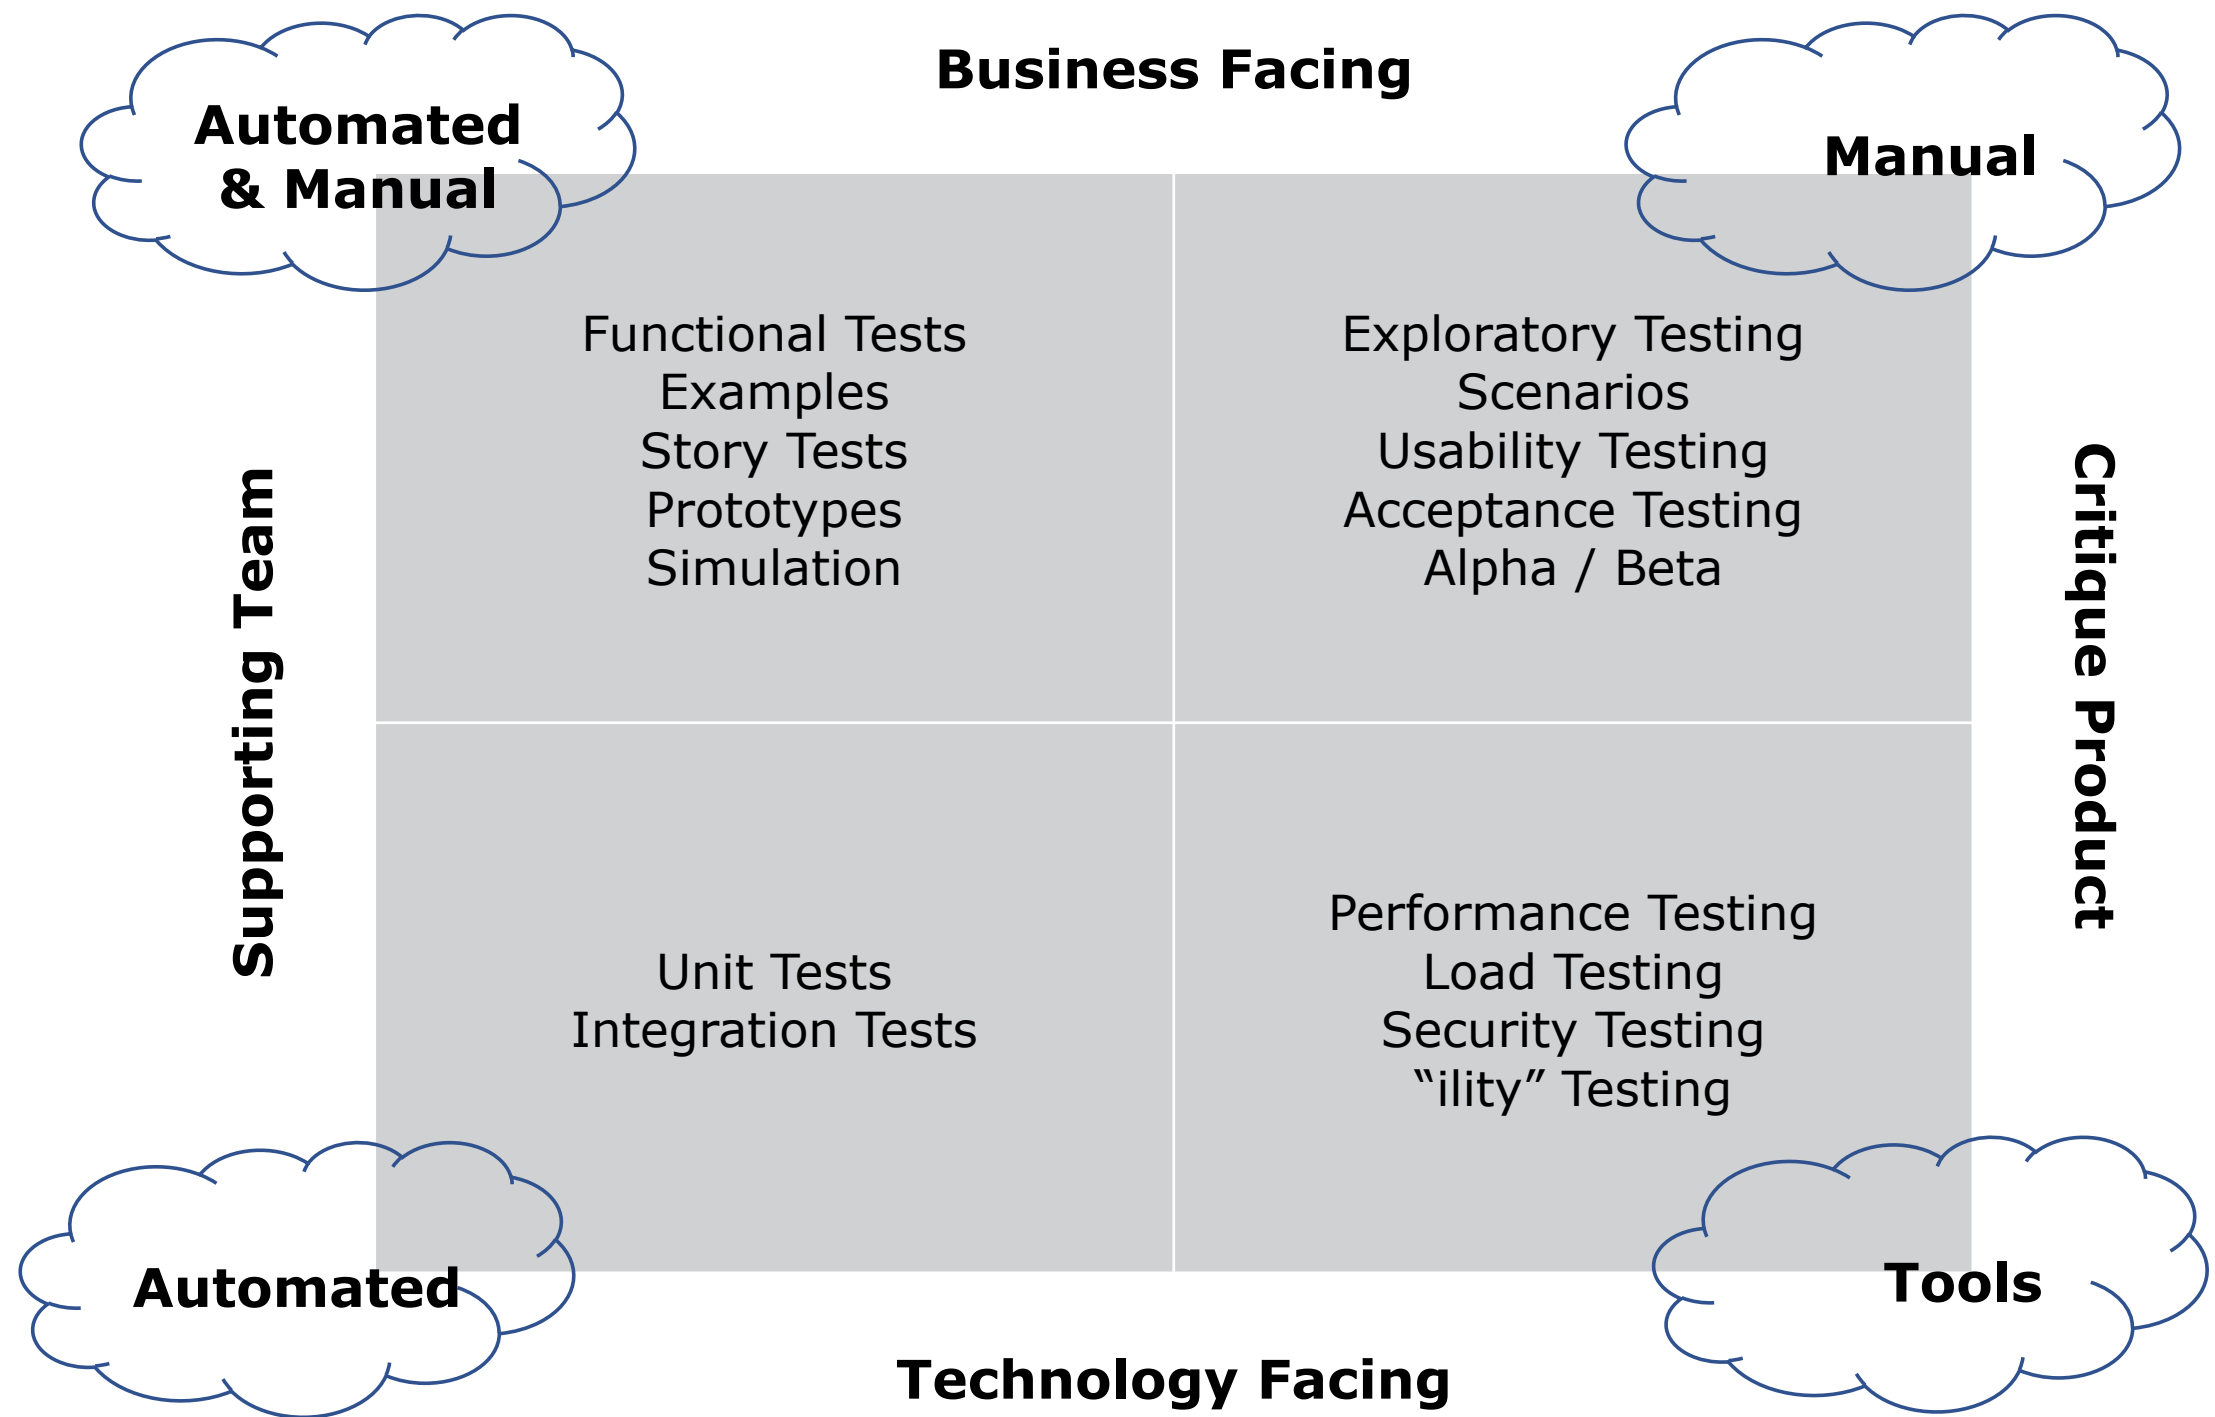 Business Facing
Automated
& Manual
Manual
Functional Tests
Examples
Story Tests
Prototypes
Simulation
Exploratory Testing
Scenarios
Usability Testing
Acceptance Testing
Alpha / Beta
Supporting Team
Critique Product
Unit Tests
Integration Tests
Performance Testing
Load Testing
Security Testing
“ility” Testing
Automated
Tools
Technology Facing